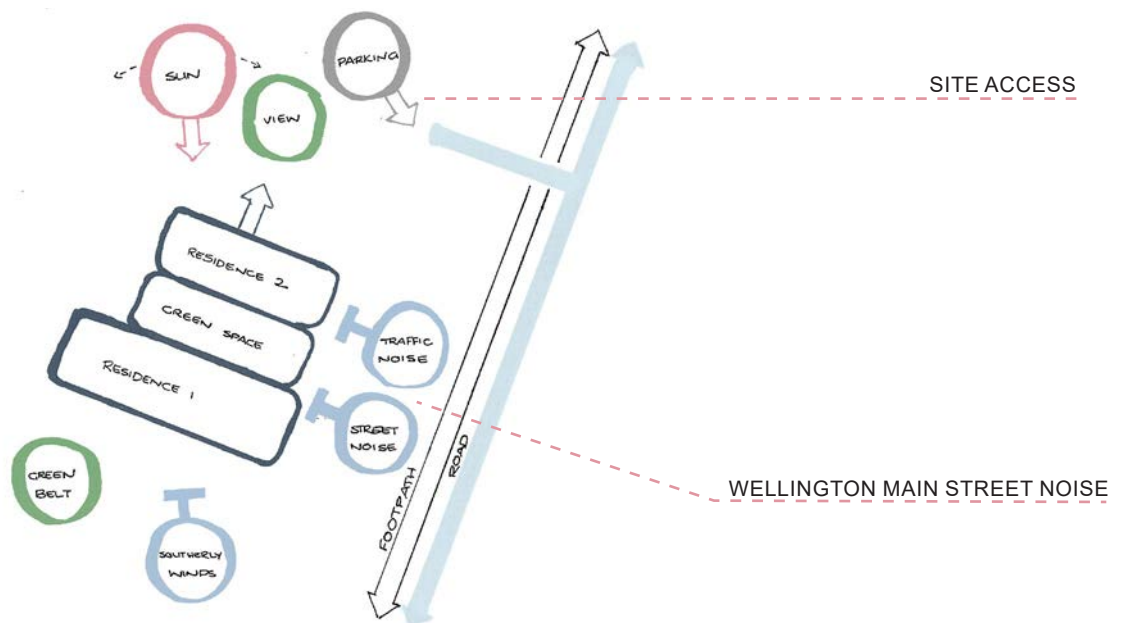 SUN
PARKING
VIEW
SITE ACCESS
RESIDENCE 2
GREEN SPACE
RESIDENCE 1
TRAFFIC
NOISE
STREET
NOISE
GREEN
BELT
SOUTHERLY
WINDS
FOOTPATH
ROAD
WELLINGTON MAIN STREET NOISE